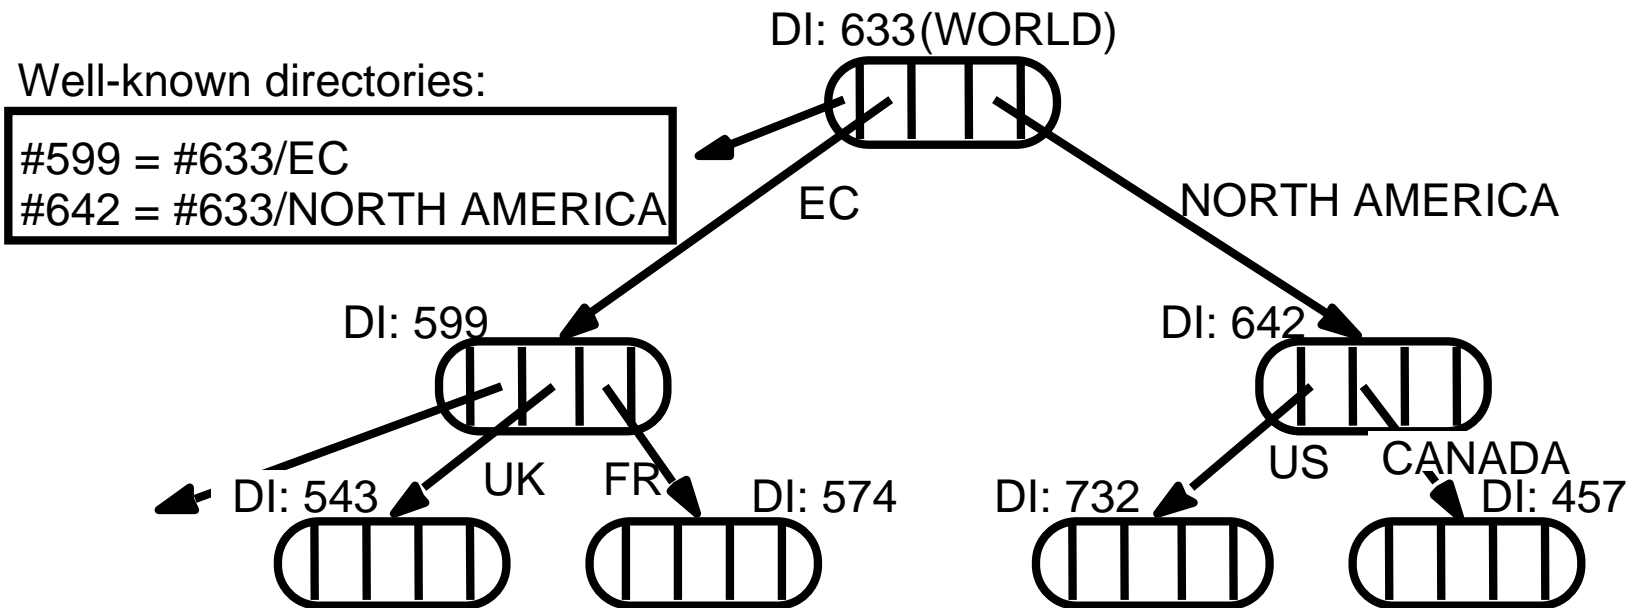 DI: 633(WORLD)
Well-known directories:
#599 = #633/EC
#642 = #633/NORTH AMERICA
EC
NORTH AMERICA
DI: 599
DI: 642
UK
FR
US
CANADA
DI: 543
DI: 574
DI: 732
DI: 457